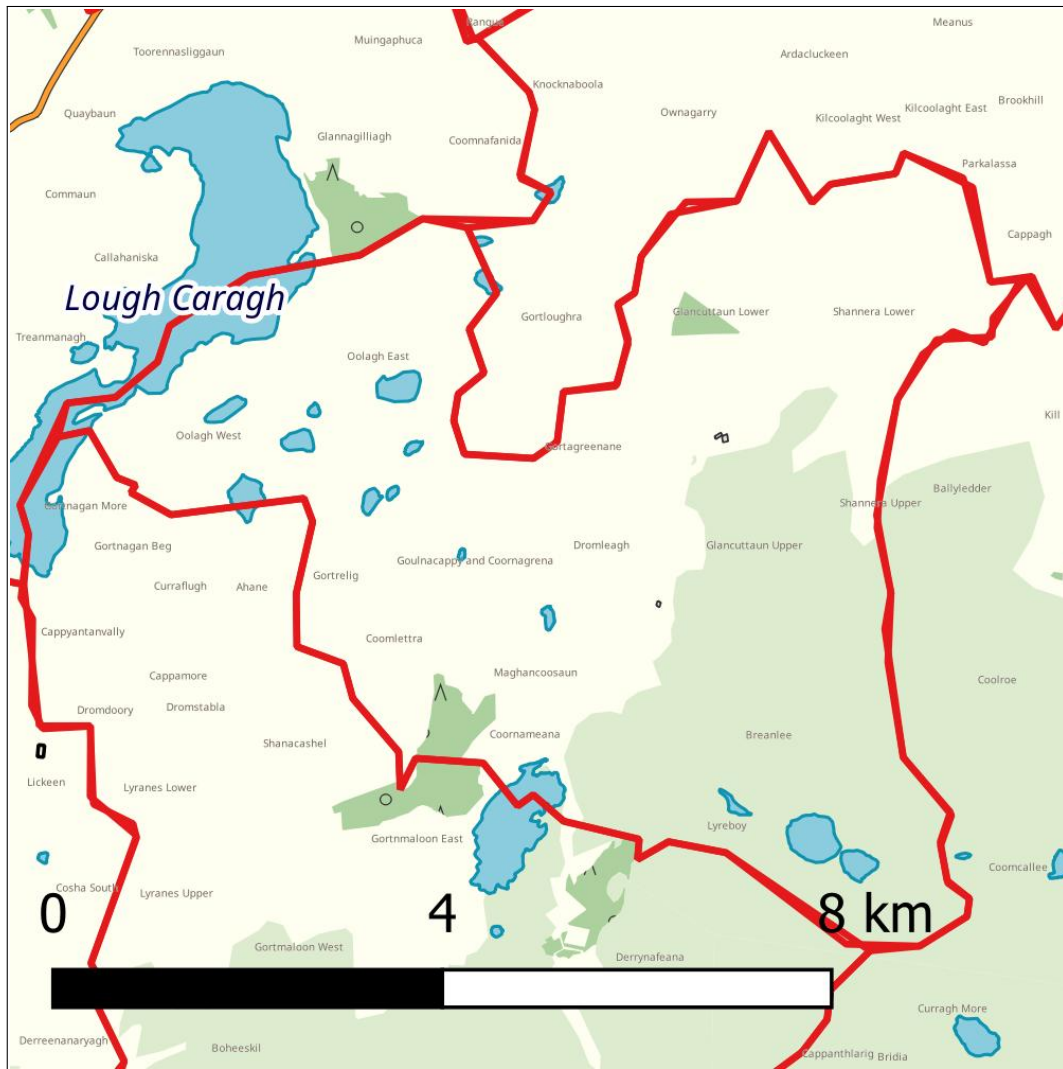 Meanus
Muingaphuca
Toorennasliggaun
Ardacluckeen
Knocknaboola
Brookhill
Kilcoolaght East
Ownagarry
Quaybaun
Kilcoolaght West
Glannagilliagh
Coomnafanida
Parkalassa
Commaun
Cappagh
Callahaniska
Lough Caragh
Glancuttaun Lower
Shannera Lower
Gortloughra
Treanmanagh
Oolagh East
Kill
Oolagh West
Gortagreenane
Ballyledder
Shannera Upper
Gortnagan Beg
Dromleagh
Glancuttaun Upper
Goulnacappy and Coornagrena
Gortrelig
Curraflugh
Ahane
Cappyantanvally
Coomlettra
Maghancoosaun
Cappamore
Coolroe
Dromdoory
Dromstabla
Coornameana
Breanlee
Shanacashel
Lickeen
Lyranes Lower
Lyreboy
Gortnmaloon East
Coomcallee
Cosha South
Lyranes Upper
0
4
8 km
Gortmaloon West
Derrynafeana
Curragh More
Derreenanaryagh
Boheeskil
Cappanthlarig
Bridia